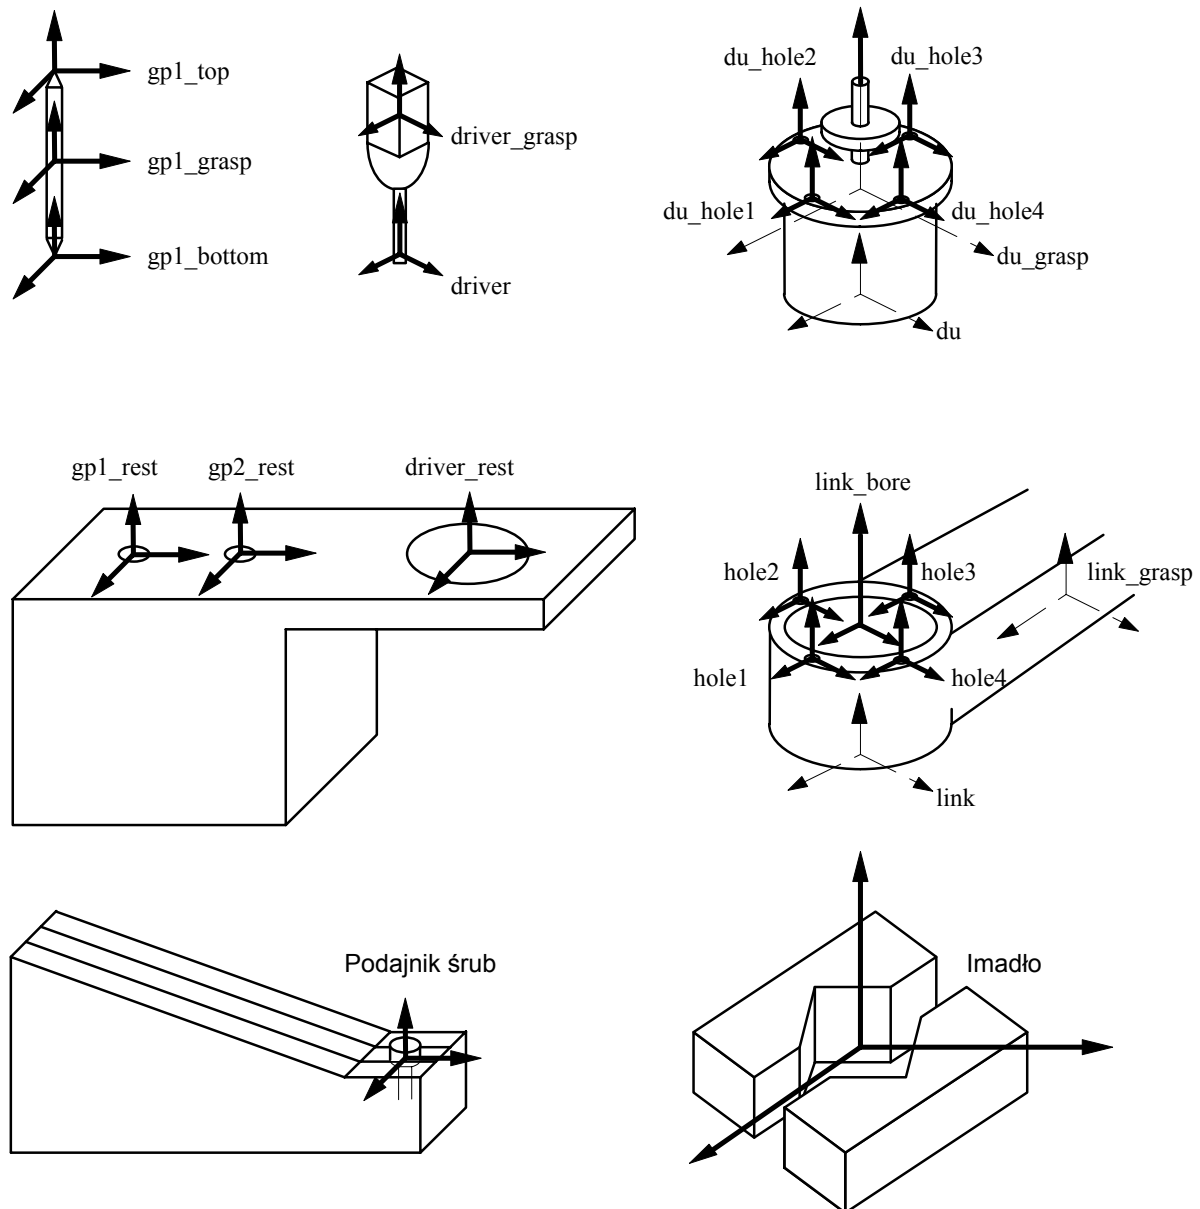 gp1_top
gp1_grasp
gp1_bottom
driver_grasp
driver
du_hole2
du_hole3
du_hole1
du_hole4
du_grasp
du
gp1_rest
gp2_rest
driver_rest
link_bore
hole2
hole3
link_grasp
hole1
hole4
link
Podajnik śrub
Imadło